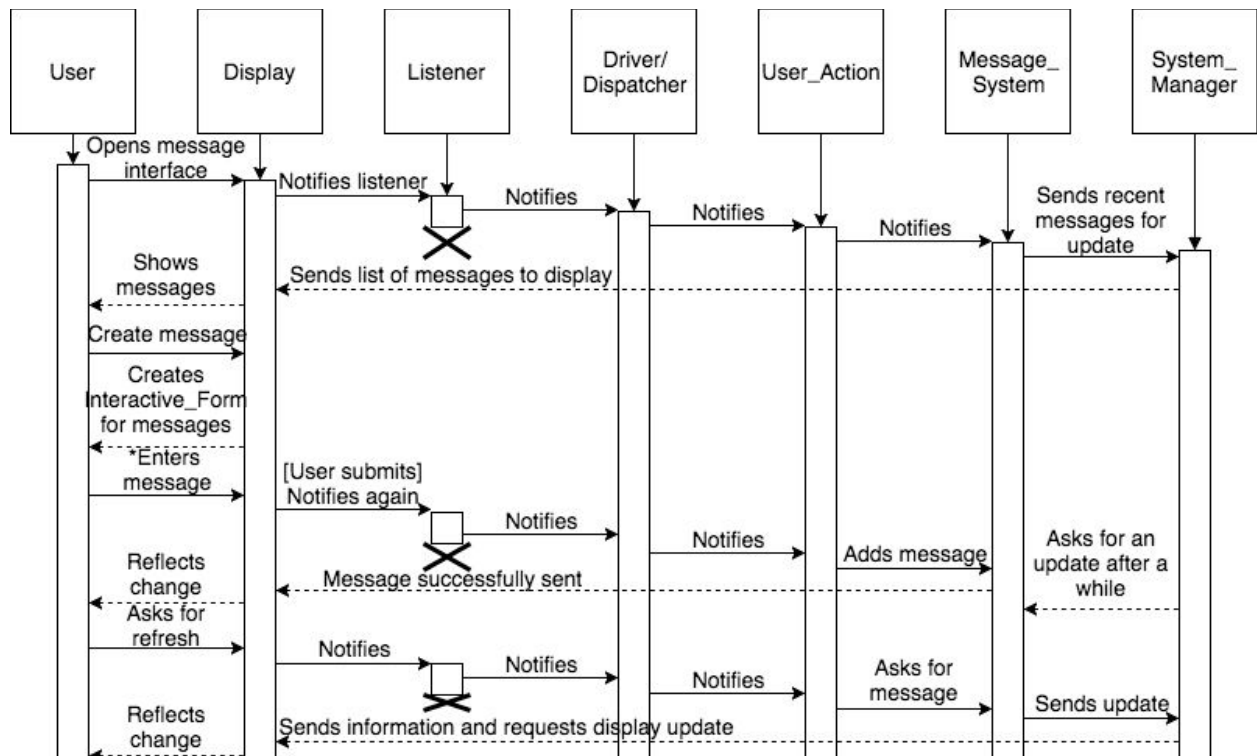 User
Display
Listener
Driver/
Dispatcher
User_Action
Message_
System
System_
Manager
Opens message
interface
Notifies listener
Notifies
Notifies
Notifies
Sends recent
messages for
update
Sends list of messages to display
Shows
messages
Create message
Creates
Interactive_Form
for messages
*Enters
message
[User submits]
Notifies again
Notifies
Notifies
Adds message
Asks for an
update after a
while
Message successfully sent
Reflects
change
Asks for
refresh
Notifies
Notifies
Notifies
Asks for
message
Sends update
Sends information and requests display update
Reflects
change